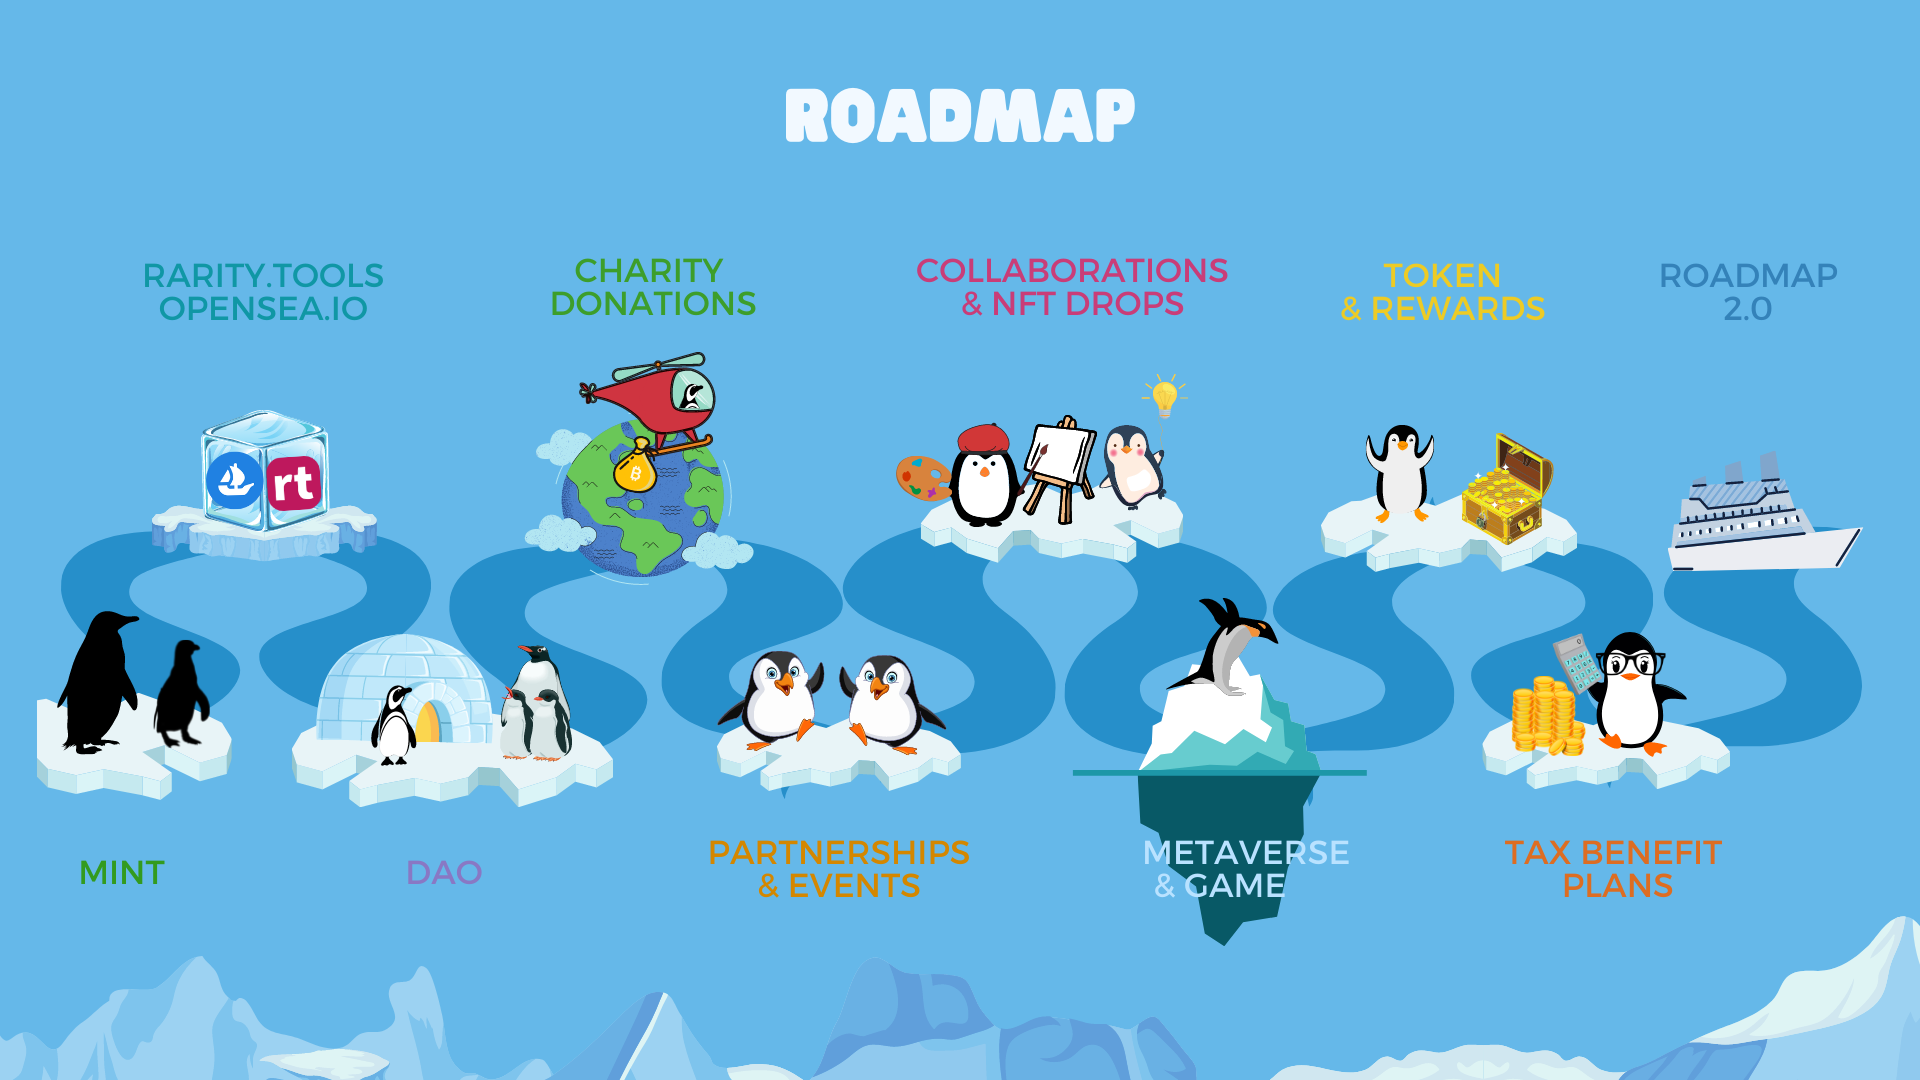 ROADMAP
RARITY.TOOLS
OPENSEA.IO
CHARITY
DONATIONS
COLLABORATIONS
& NFT DROPS
TOKEN
& REWARDS
ROADMAP
2.0
rt
MINT
DAO
PARTNERSHIPS
& EVENTS
METAVERSE
& GAME
TAX BENEFIT
PLANS